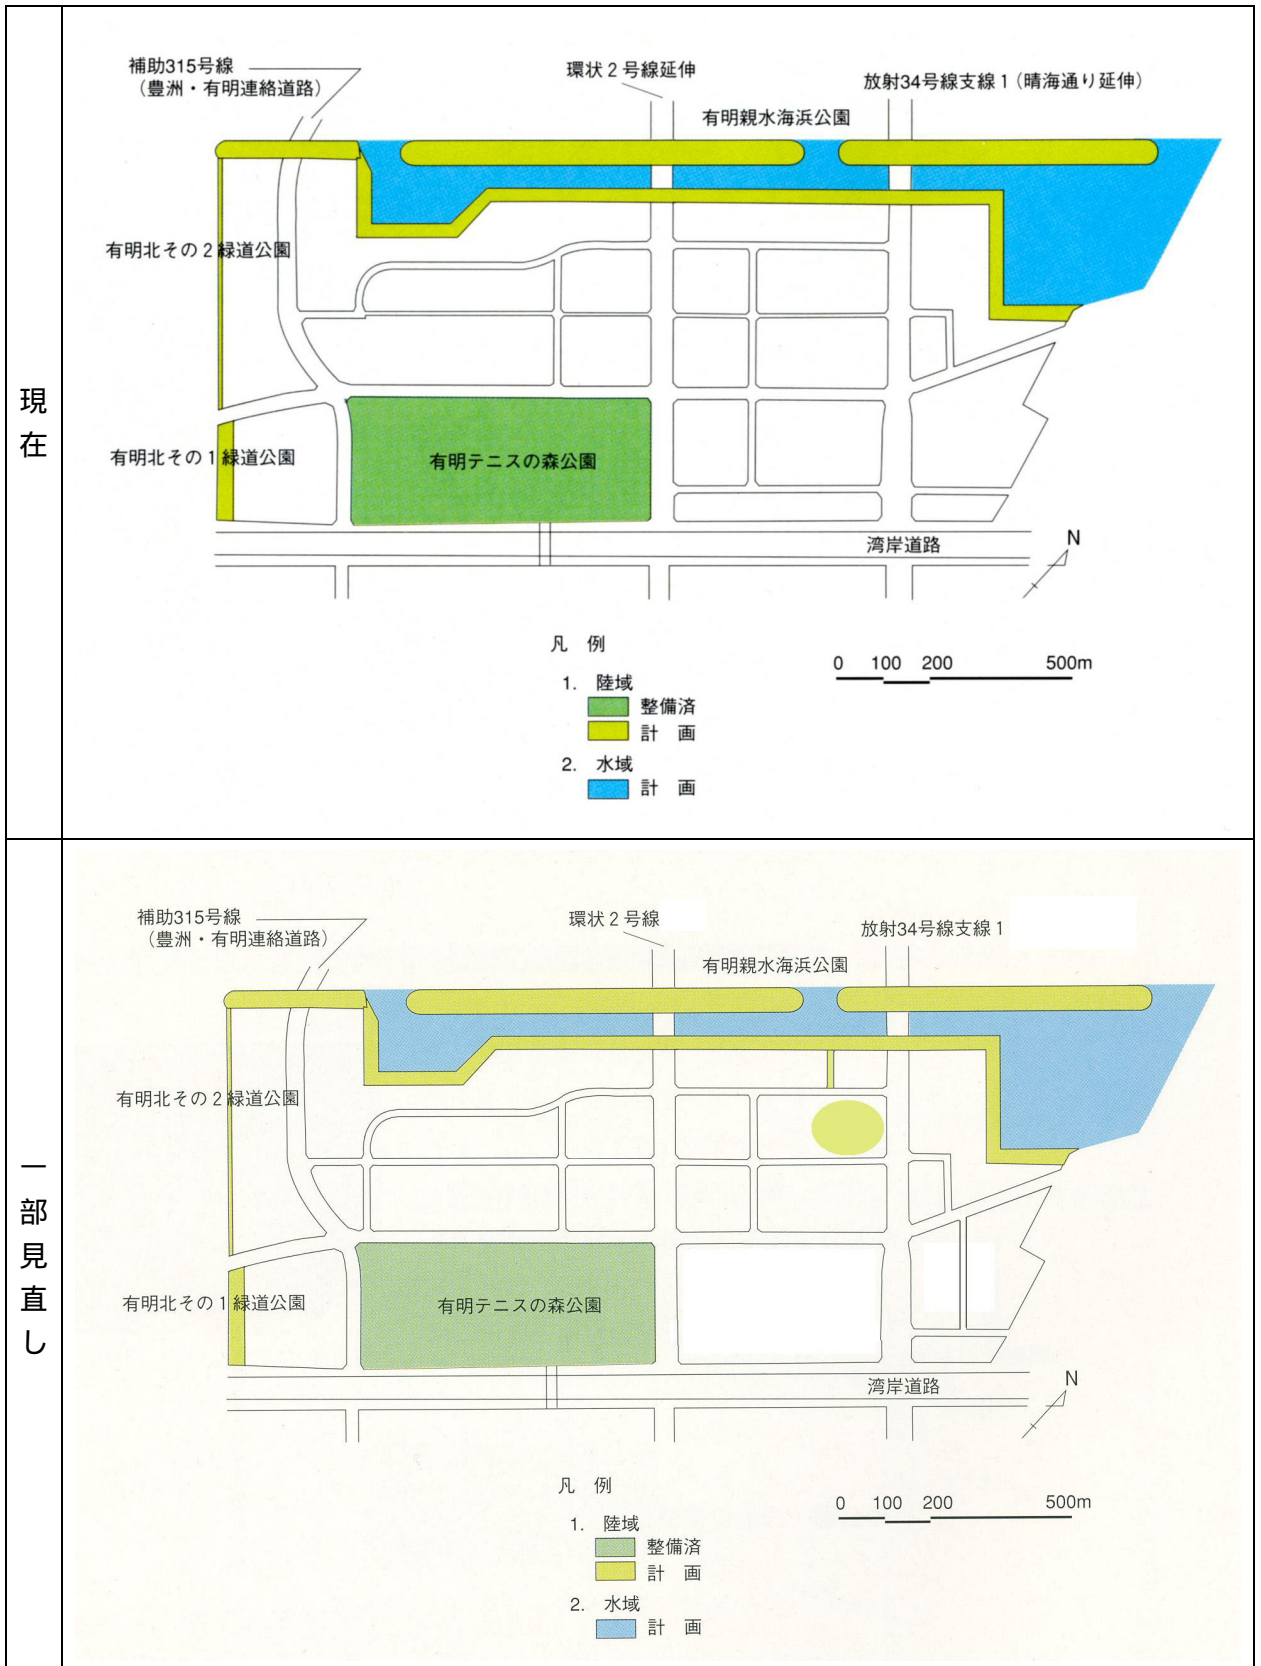 現在
補助315号線
（豊洲・有明連絡道路）
環状２号線延伸
放射34号線支線１（晴海通り延伸）
有明親水海浜公園
有明北その２緑道公園
有明北その１緑道公園
有明テニスの森公園
湾岸道路
N
凡　例
1.　陸域
整備済
計　画
2.　水域
計　画
0　100　200　500m
一部見直し
補助315号線
（豊洲・有明連絡道路）
環状２号線
放射34号線支線１
有明親水海浜公園
有明北その２緑道公園
有明北その１緑道公園
有明テニスの森公園
湾岸道路
N
凡　例
1.　陸域
整備済
計　画
2.　水域
計　画
0　100　200　500m